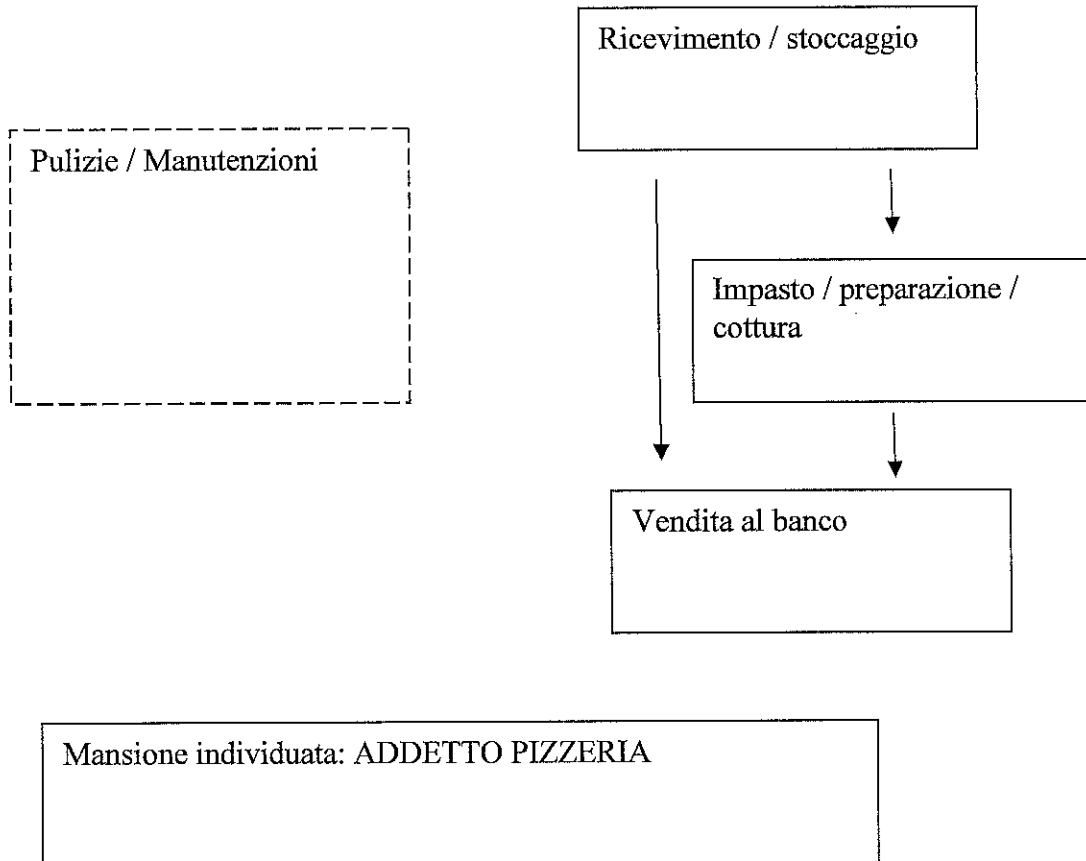 Ricevimento / stoccaggio
Pulizie / Manutenzioni
Impasto / preparazione /
cottura
Vendita al banco
Mansione individuata: ADDETTO PIZZERIA